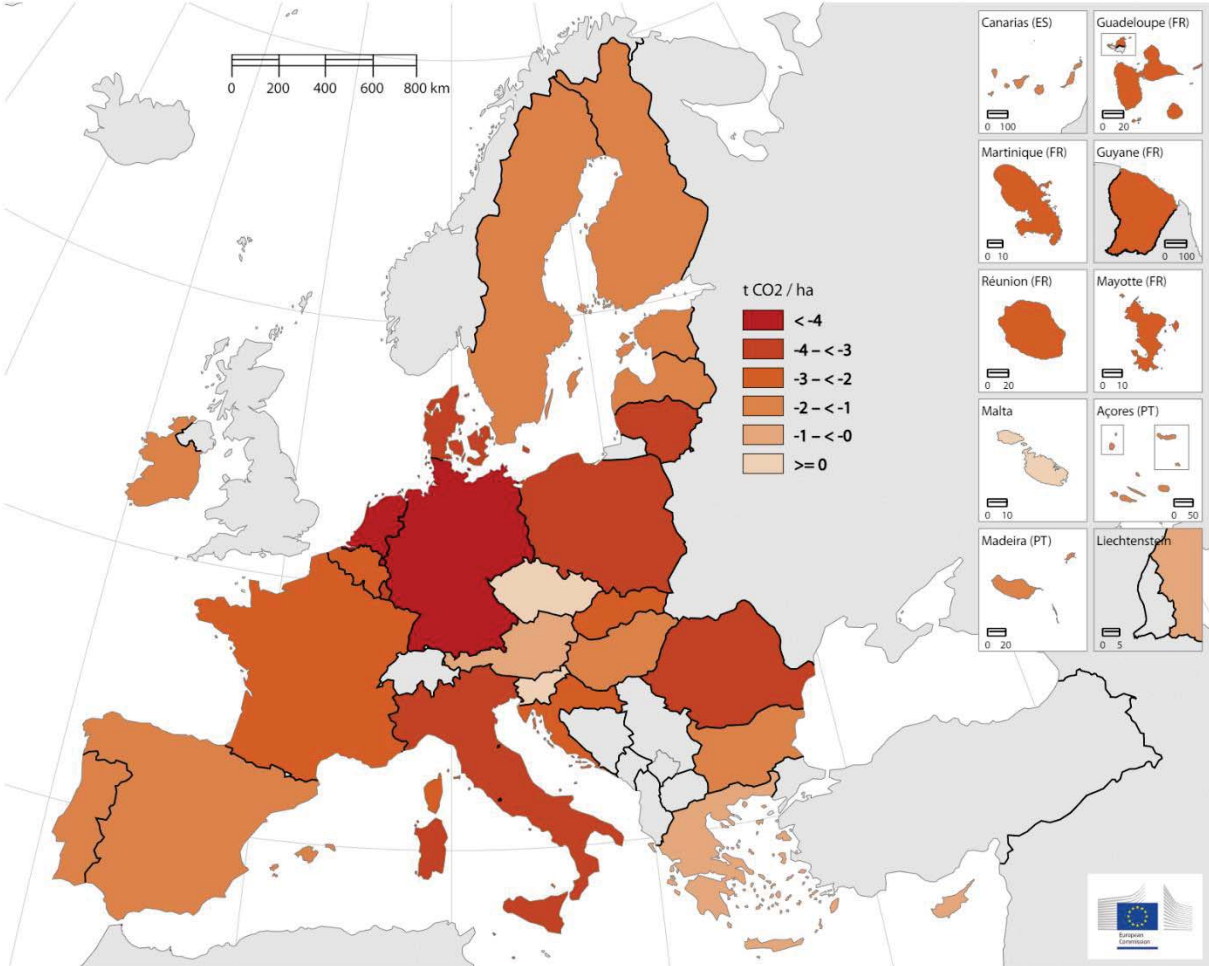 0 200 400 600 800 km
t CO2 / ha
< -4
-4 – < -3
-3 – < -2
-2 – < -1
-1 – < -0
>= 0
Canarias (ES)
0 100
Guadeloupe (FR)
0 20
Martinique (FR)
0 10
Guyane (FR)
0 100
Réunion (FR)
0 20
Mayotte (FR)
0 10
Malta
0 10
Açores (PT)
0 50
Madeira (PT)
0 20
Liechtenstein
0 5
European
Commission